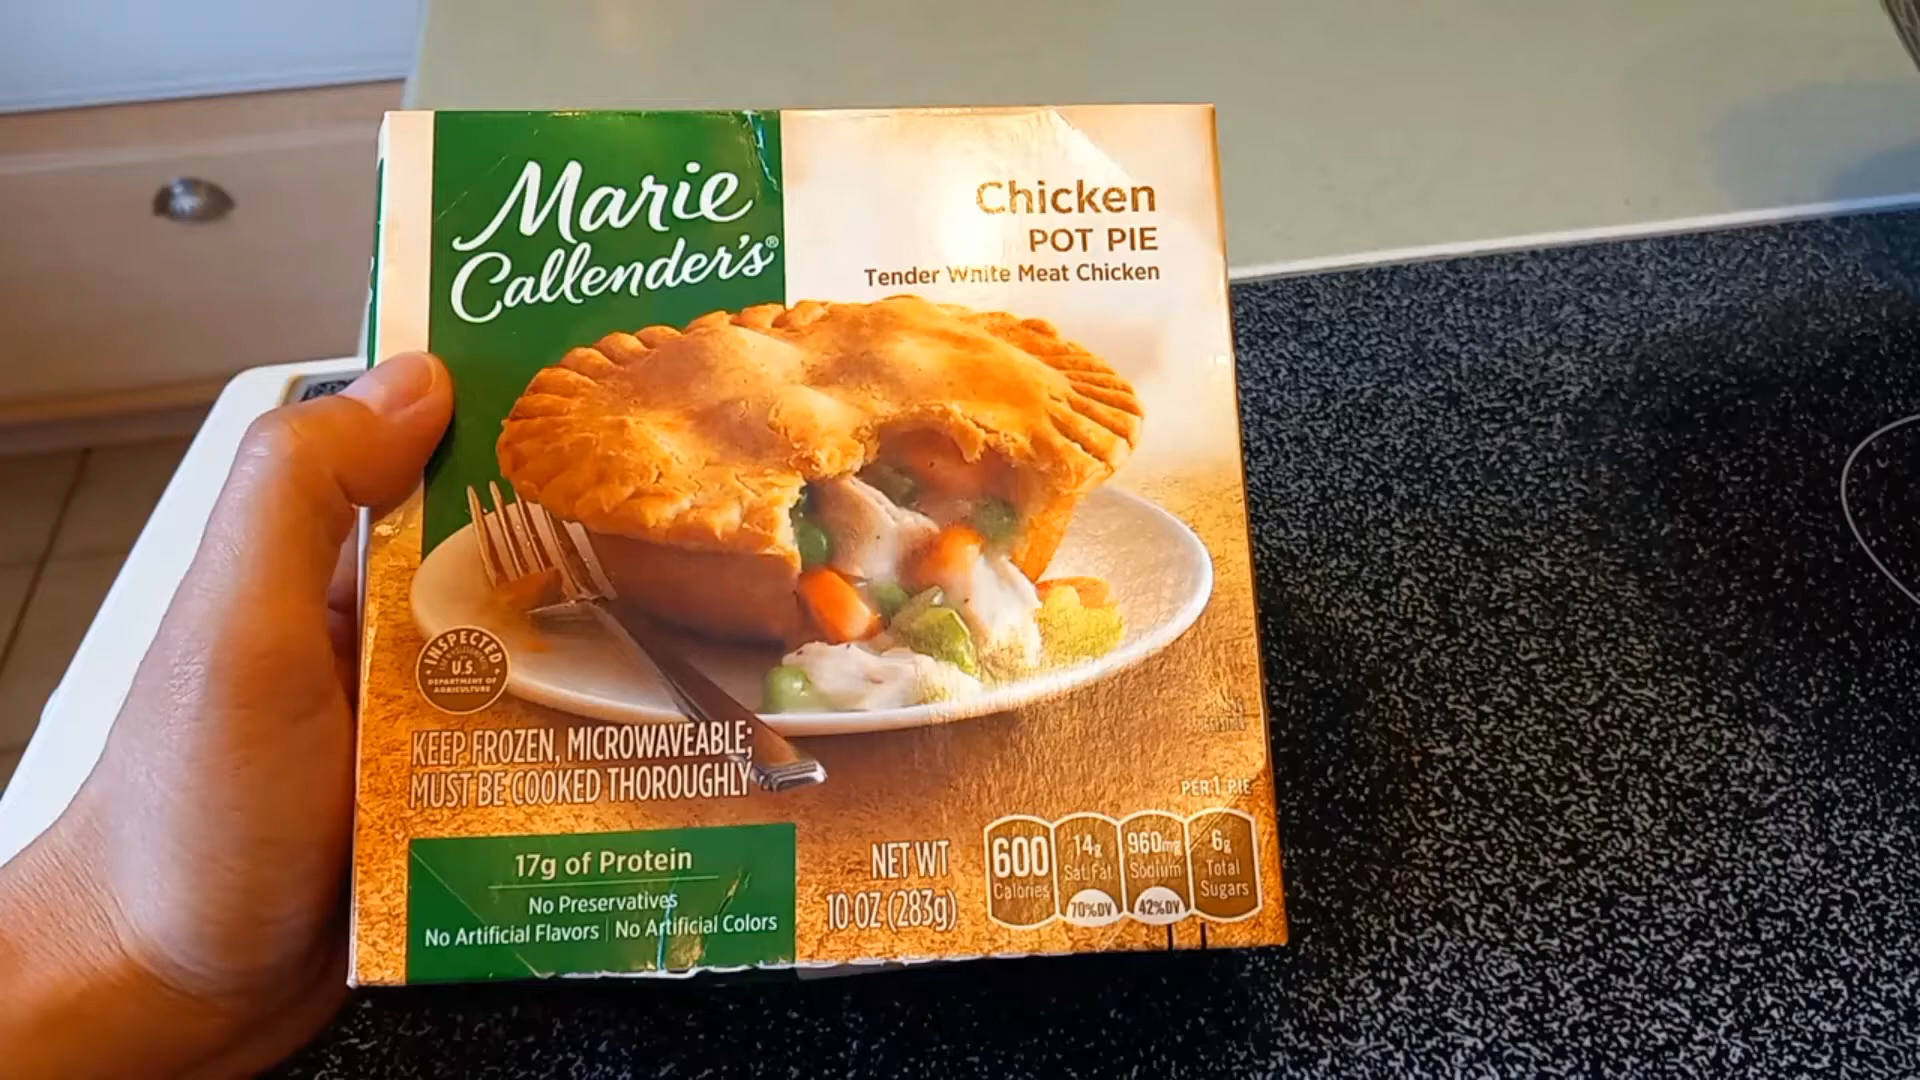 Marie
Callender's®
Chicken
POT PIE
Tender White Meat Chicken
INSPECTED
U.S.
DEPARTMENT OF
AGRICULTURE
KEEP FROZEN, MICROWAVEABLE;
MUST BE COOKED THOROUGHLY
17g of Protein
No Preservatives
No Artificial Flavors | No Artificial Colors
NET WT
10 OZ (283g)
PER 1 PIE
600
Calories
14g
Sat Fat
70%DV
960mg
Sodium
42%DV
6g
Total
Sugars